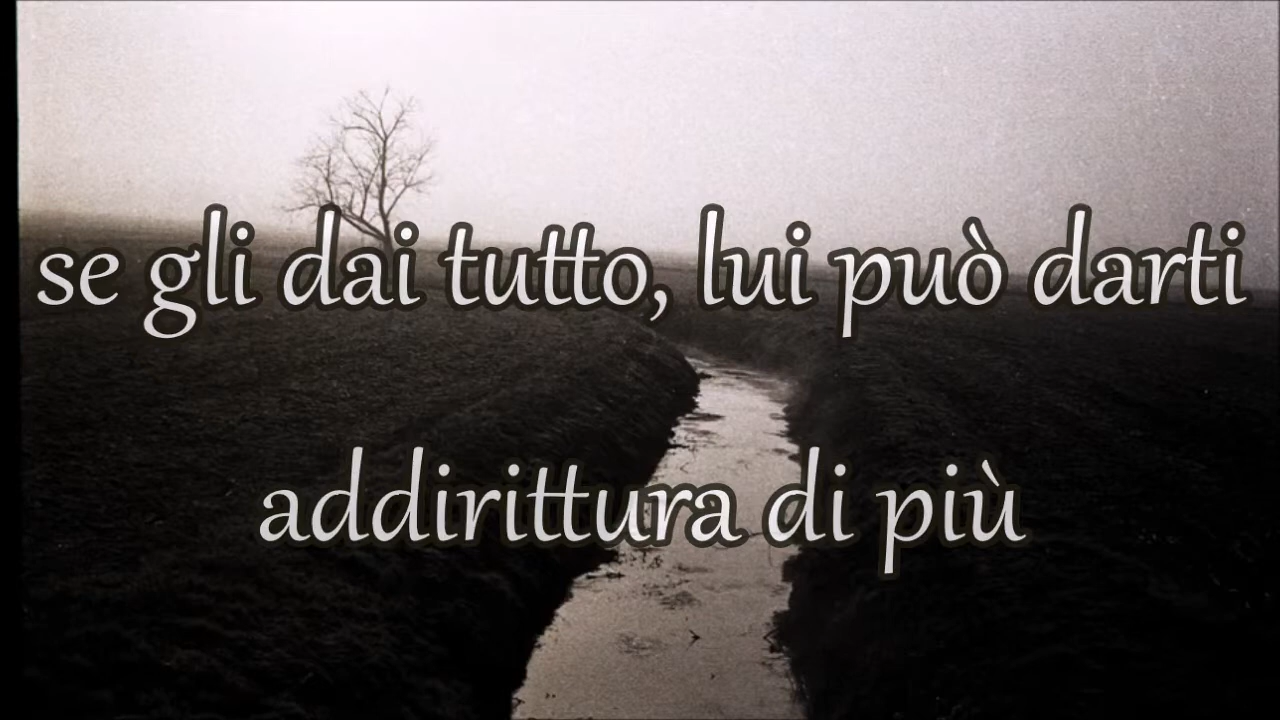 se gli dai tutto, lui può darti
addirittura di più